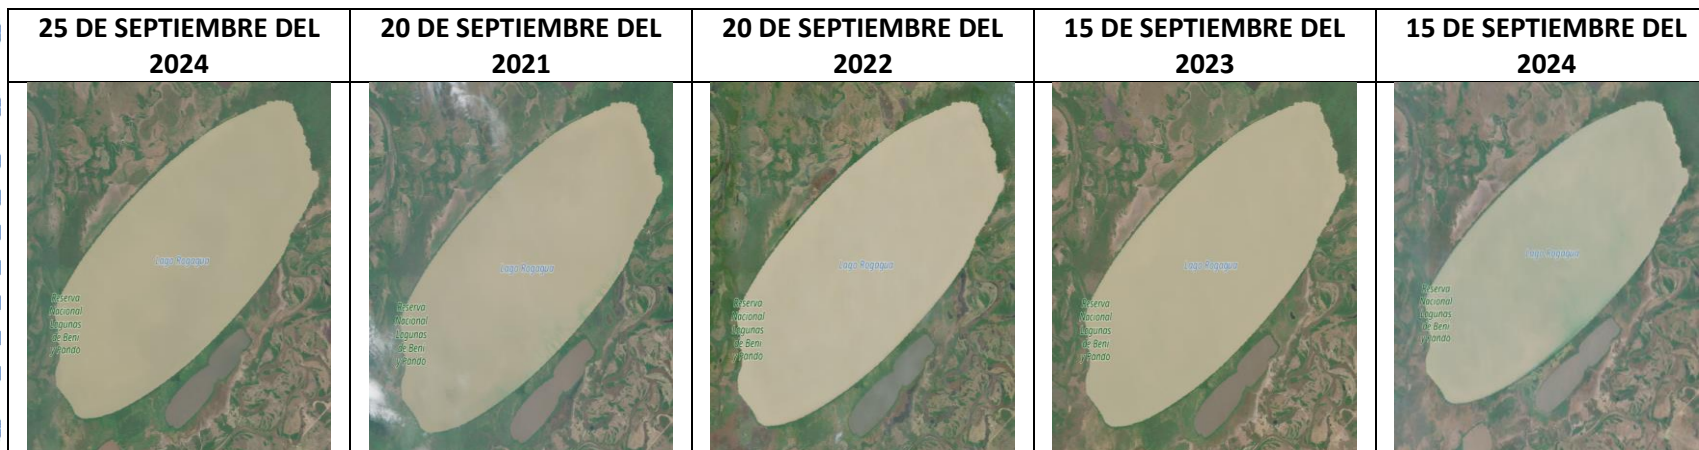 25 DE SEPTIEMBRE DEL
2024
20 DE SEPTIEMBRE DEL
2021
20 DE SEPTIEMBRE DEL
2022
15 DE SEPTIEMBRE DEL
2023
15 DE SEPTIEMBRE DEL
2024
Lago Rogagua
Reserva
Nacional
Lagunas
de Beni
y Pando
Lago Rogagua
Reserva
Nacional
Lagunas
de Beni
y Pando
Lago Rogagua
Reserva
Nacional
Lagunas
de Beni
y Pando
Lago Rogagua
Reserva
Nacional
Lagunas
de Beni
y Pando
Lago Rogagua
Reserva
Nacional
Lagunas
de Beni
y Pando